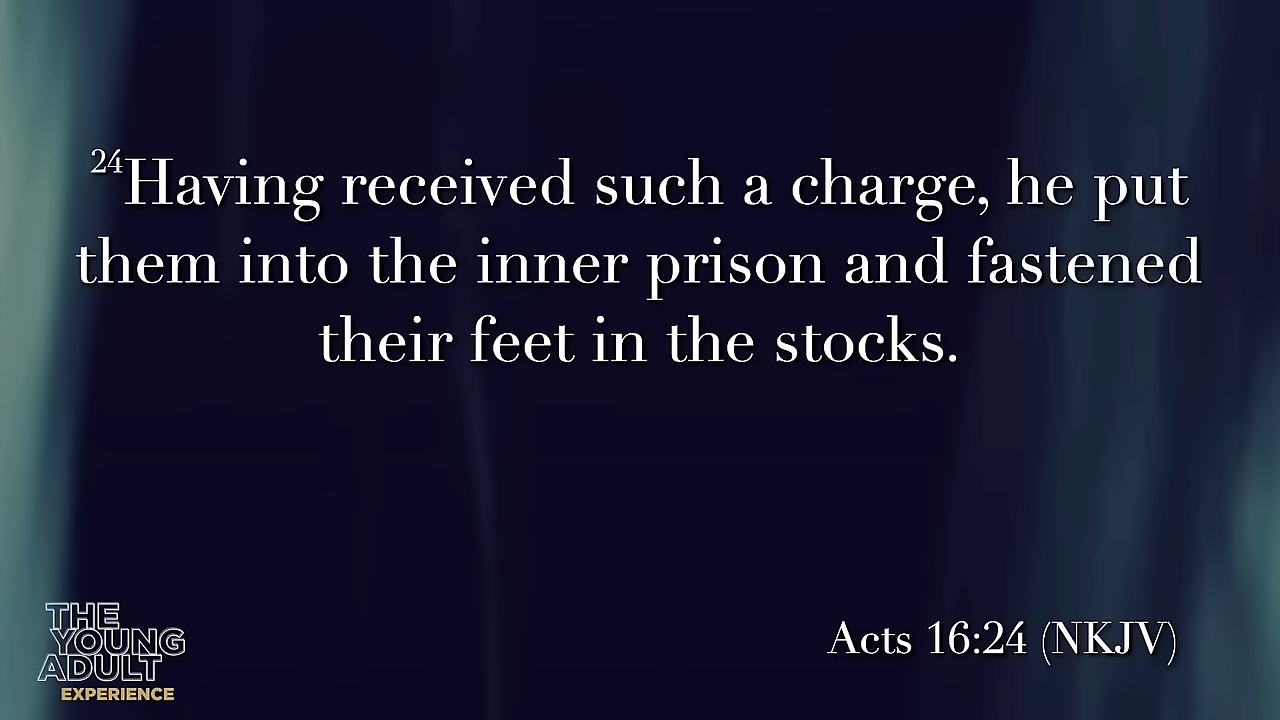 24Having received such a charge, he put
them into the inner prison and fastened
their feet in the stocks.
Acts 16:24 (NKJV)
THE
YOUNG
ADULT
EXPERIENCE